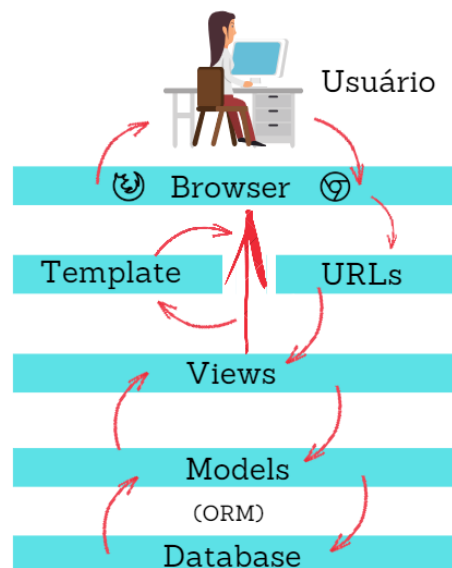 Usuário
Browser
Template
URLs
Views
Models
(ORM)
Database